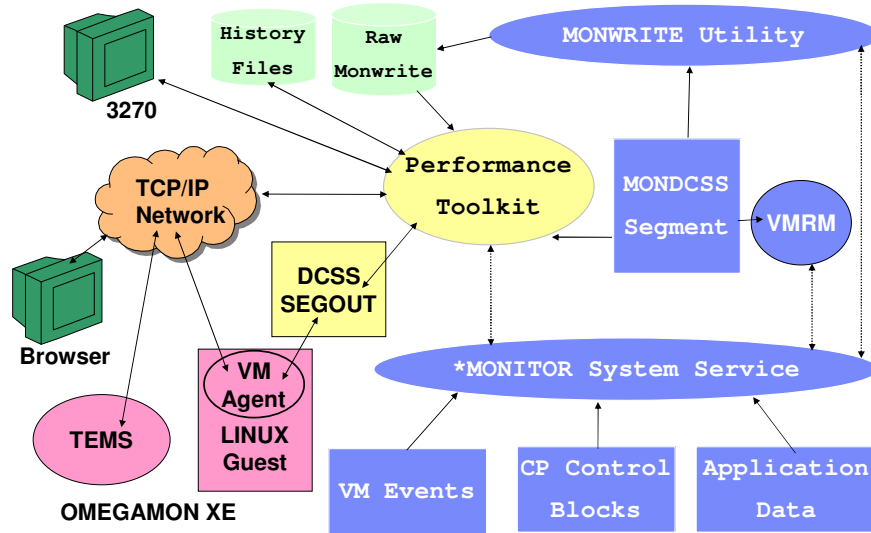 History
Files
Raw
Monwrite
MONWRITE Utility
3270
Performance
Toolkit
MONDCSS
Segment
VMRM
TCP/IP
Network
DCSS
SEGOUT
Browser
*MONITOR System Service
VM
Agent
LINUX
Guest
TEMS
OMEGAMON XE
VM Events
CP Control
Blocks
Application
Data